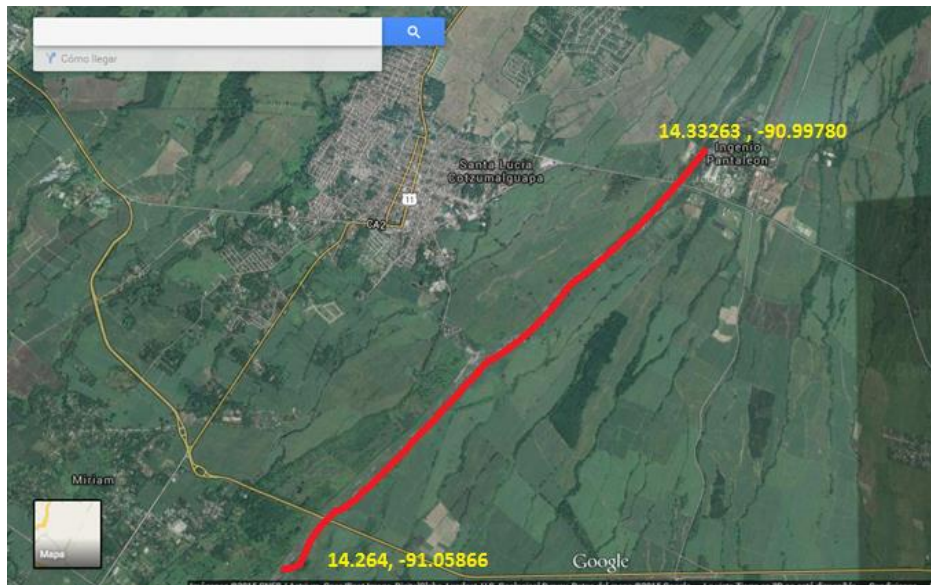 Cómo llegar
14.33263 , -90.99780
Ingenio
Pantaleon
Santa Lucía
Cotzumalguapa
11
CA2
Miriam
Mapa
14.264, -91.05866
Google